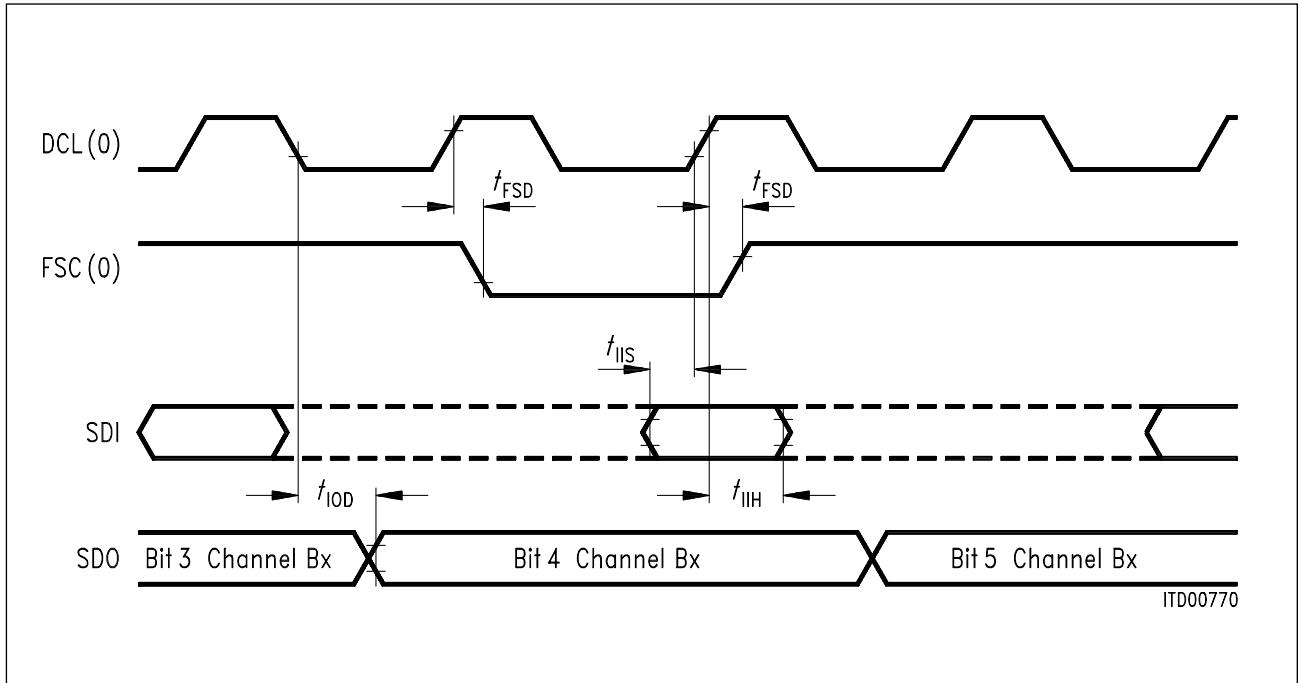 DCL(0)
tFSD
tFSD
FSC(0)
tIIS
SDI
tIOD
tIIH
SDO
Bit 3 Channel Bx
Bit 4 Channel Bx
Bit 5 Channel Bx
ITD00770